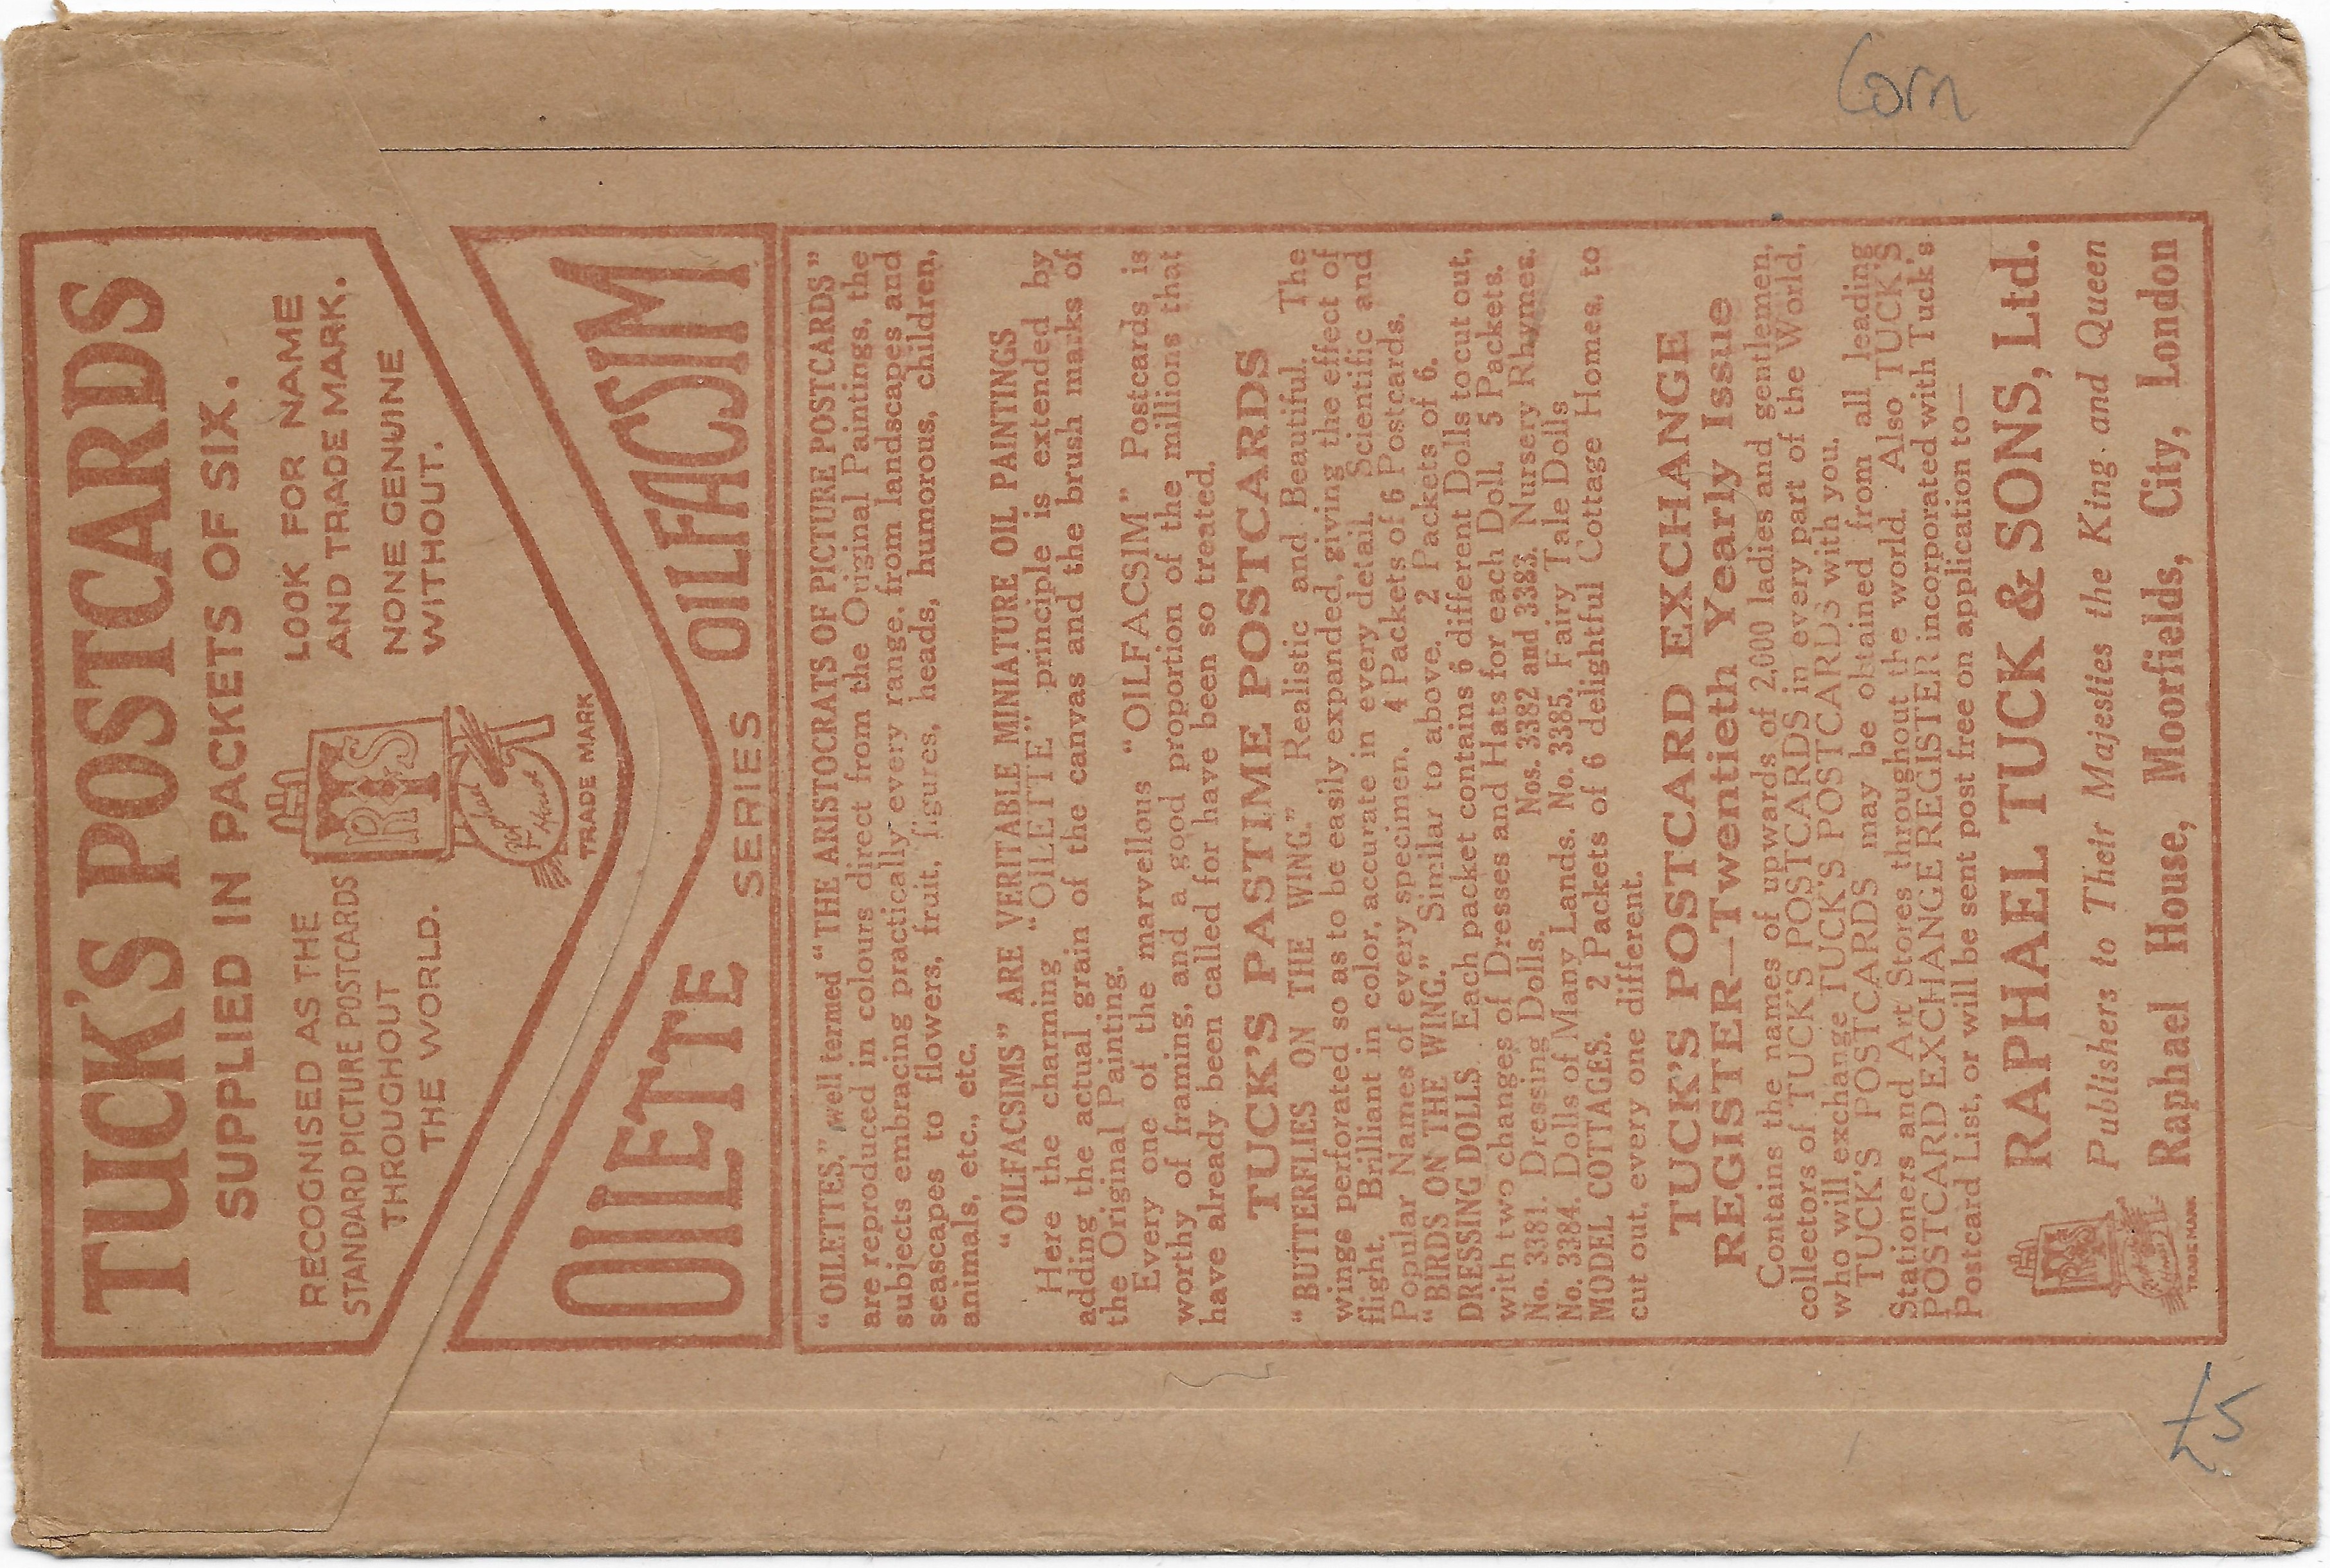 TUCK'S POSTCARDS
SUPPLIED IN PACKETS OF SIX.
RECOGNISED AS THE
STANDARD PICTURE POSTCARDS
THROUGHOUT
THE WORLD.
R T S
Raphael
House
TRADE MARK
LOOK FOR NAME
AND TRADE MARK.
NONE GENUINE
WITHOUT.
OILETTE SERIES OILFACSIM
"OILETTES," well termed "THE ARISTOCRATS OF PICTURE POSTCARDS"
are reproduced in colours direct from the Original Paintings, the
subjects embracing practically every range, from landscapes and
seascapes to flowers, fruit, figures, heads, humorous, children,
animals, etc., etc.
"OILFACSIMS" ARE VERITABLE MINIATURE OIL PAINTINGS
Here the charming "OILETTE" principle is extended by
adding the actual grain of the canvas and the brush marks of
the Original Painting.
Every one of the marvellous "OILFACSIM" Postcards is
worthy of framing, and a good proportion of the millions that
have already been called for have been so treated.
TUCK'S PASTIME POSTCARDS
"BUTTERFLIES ON THE WING." Realistic and Beautiful. The
wings perforated so as to be easily expanded, giving the effect of
flight. Brilliant in color, accurate in every detail. Scientific and
Popular Names of every specimen. 4 Packets of 6 Postcards.
"BIRDS ON THE WING." Similar to above. 2 Packets of 6.
DRESSING DOLLS. Each packet contains 6 different Dolls to cut out,
with two changes of Dresses and Hats for each Doll. 5 Packets.
No. 3381. Dressing Dolls. Nos. 3382 and 3383. Nursery Rhymes.
No. 3384. Dolls of Many Lands. No. 3385. Fairy Tale Dolls
MODEL COTTAGES. 2 Packets of 6 delightful Cottage Homes, to
cut out, every one different.
TUCK'S POSTCARD EXCHANGE
REGISTER—Twentieth Yearly Issue
Contains the names of upwards of 2,000 ladies and gentlemen,
collectors of TUCK'S POSTCARDS in every part of the World,
who will exchange TUCK'S POSTCARDS with you.
TUCK'S POSTCARDS may be obtained from all leading
Stationers and Art Stores throughout the world. Also TUCK'S
POSTCARD EXCHANGE REGISTER incorporated with Tuck's
Postcard List, or will be sent post free on application to—
RAPHAEL TUCK & SONS, Ltd.
Publishers to Their Majesties the King and Queen
Raphael House, Moorfields, City, London
TRADE MARK
Corn
£5